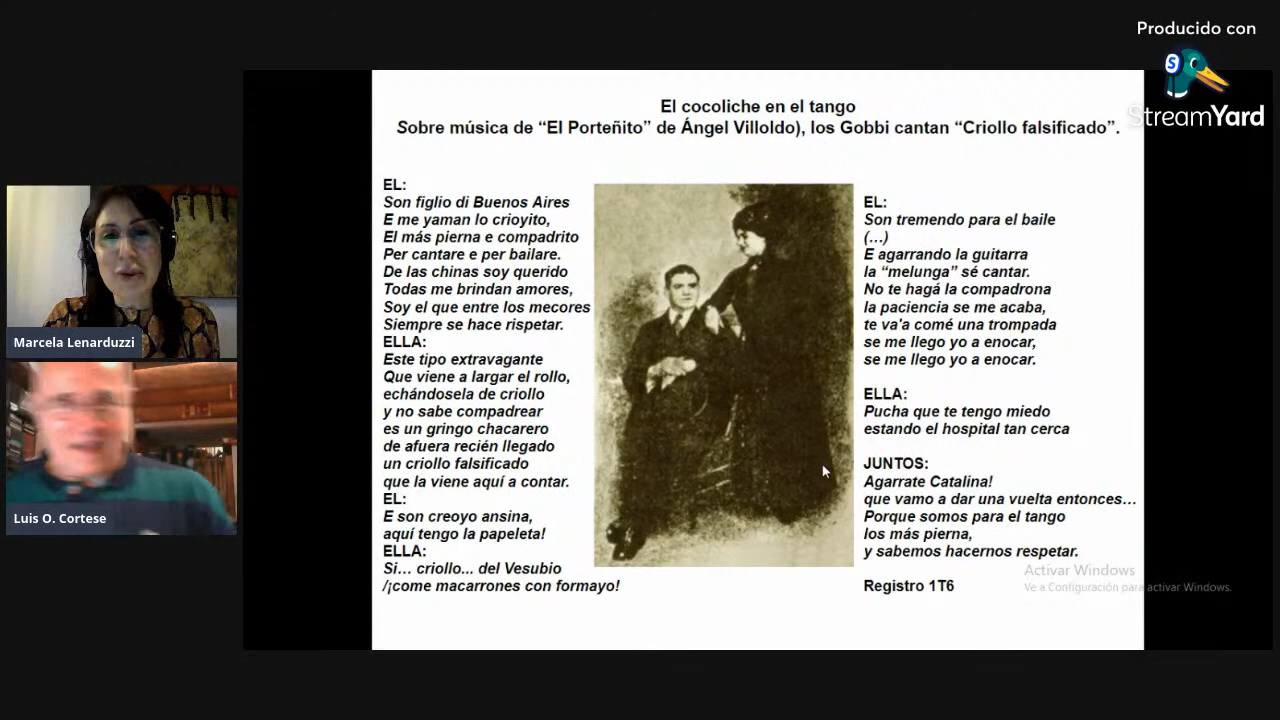 Producido con
StreamYard
El cocoliche en el tango
Sobre música de “El Porteñito” de Ángel Villoldo), los Gobbi cantan “Criollo falsificado”.
EL:
Son figlio di Buenos Aires
E me yaman lo crioyito,
El más pierna e compadrito
Per cantare e per bailare.
De las chinas soy querido
Todas me brindan amores,
Soy el que entre los mecores
Siempre se hace rispetar.
ELLA:
Este tipo extravagante
Que viene a largar el rollo,
echándosela de criollo
y no sabe compadrear
es un gringo chacarero
de afuera recién llegado
un criollo falsificado
que la viene aquí a contar.
EL:
E son creoyo ansina,
aquí tengo la papeleta!
ELLA:
Si... criollo... del Vesubio
/¡come macarrones con formayo!
EL:
Son tremendo para el baile
(…)
E agarrando la guitarra
la “melunga” sé cantar.
No te hagá la compadrona
la paciencia se me acaba,
te va'a comé una trompada
se me llego yo a enocar,
se me llego yo a enocar.
ELLA:
Pucha que te tengo miedo
estando el hospital tan cerca
JUNTOS:
Agarrate Catalina!
que vamo a dar una vuelta entonces…
Porque somos para el tango
los más pierna,
y sabemos hacernos respetar.
Registro 1T6
Activar Windows
Ve a Configuración para activar Windows.
Marcela Lenarduzzi
Luis O. Cortese